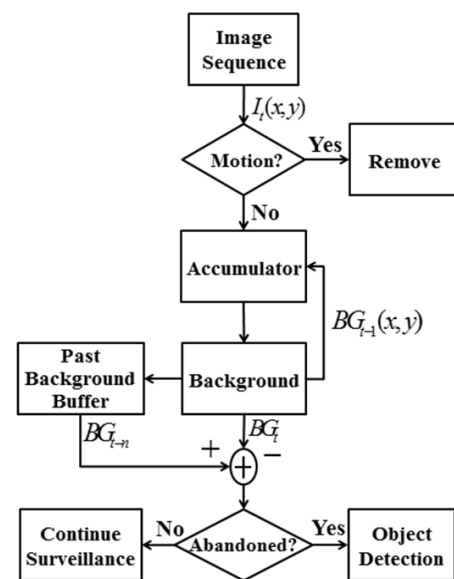 Image
Sequence
I_t(x,y)
Motion?
Yes
Remove
No
Accumulator
BG_{t-1}(x,y)
Past
Background
Buffer
Background
BG_{t-n}
BG_t
+
−
+
No
Yes
Continue
Surveillance
Abandoned?
Object
Detection